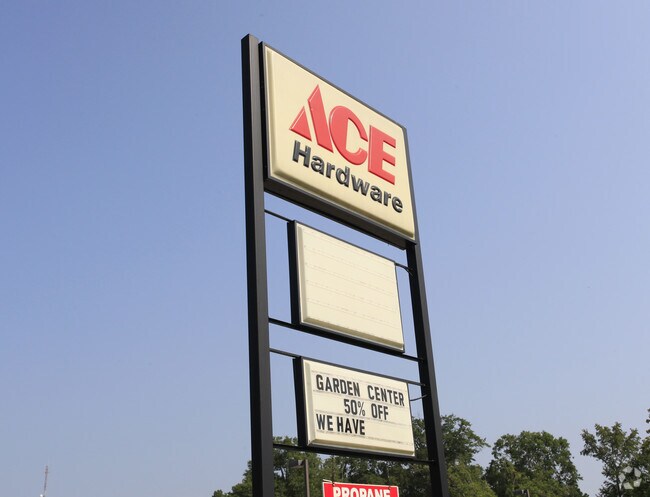 ACE
Hardware
GARDEN CENTER
50% OFF
WE HAVE
PROPANE